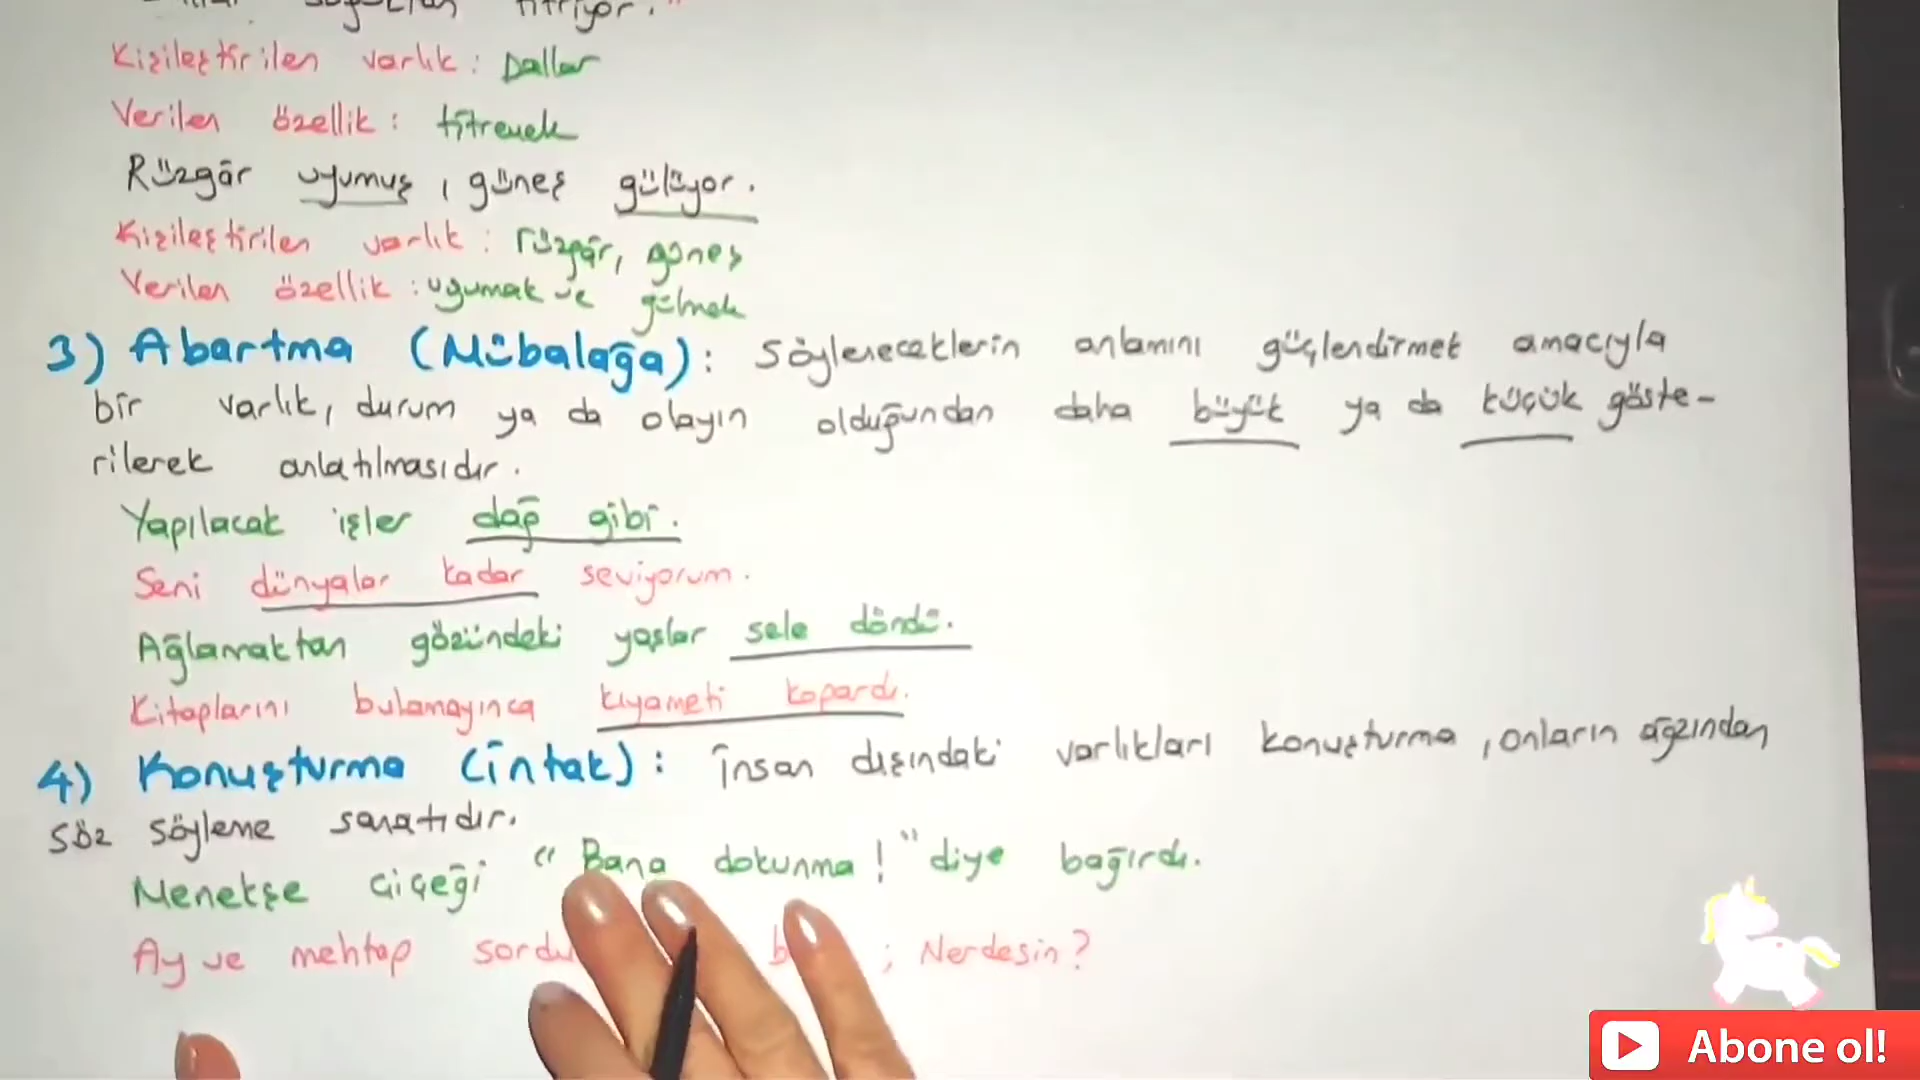 titriyor."
Kişileştirilen varlık: Dallar
Verilen özellik: titremek
Rüzgâr uyumuş, güneş gülüyor.
Kişileştirilen varlık: rüzgâr, güneş
Verilen özellik: uyumak ve gülmek
3) Abartma (Mübalağa): Söyleneceklerin anlamını güçlendirmek amacıyla
bir varlık, durum ya da olayın olduğundan daha büyük ya da küçük göste-
rilerek anlatılmasıdır.
Yapılacak işler dağ gibi.
Seni dünyalar kadar seviyorum.
Ağlamaktan gözündeki yaşlar sele döndü.
Kitaplarını bulamayınca kıyameti kopardı.
4) Konuşturma (İntak): İnsan dışındaki varlıkları konuşturma, onların ağzından
söz söyleme sanatıdır.
Menekşe çiçeği "Bana dokunma!" diye bağırdı.
Ay ve mehtap sordu ; Nerdesin?
Abone ol!